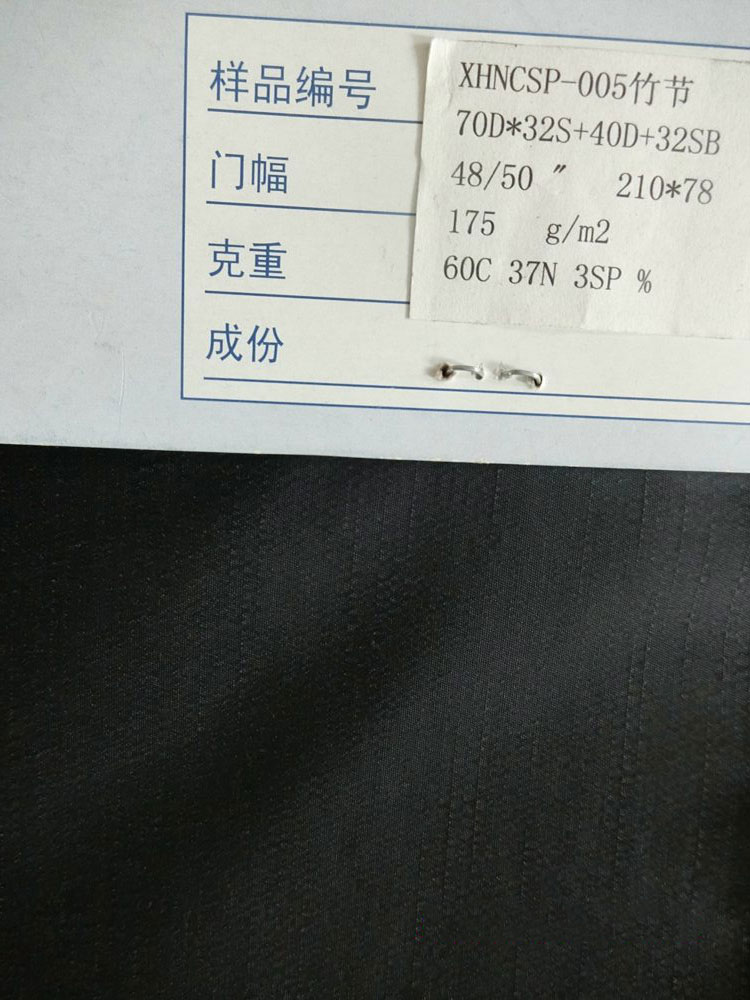 样品编号
门幅
克重
成份
XHNCSP-005竹节
70D*32S+40D+32SB
48/50 ″ 210*78
175 g/m2
60C 37N 3SP %